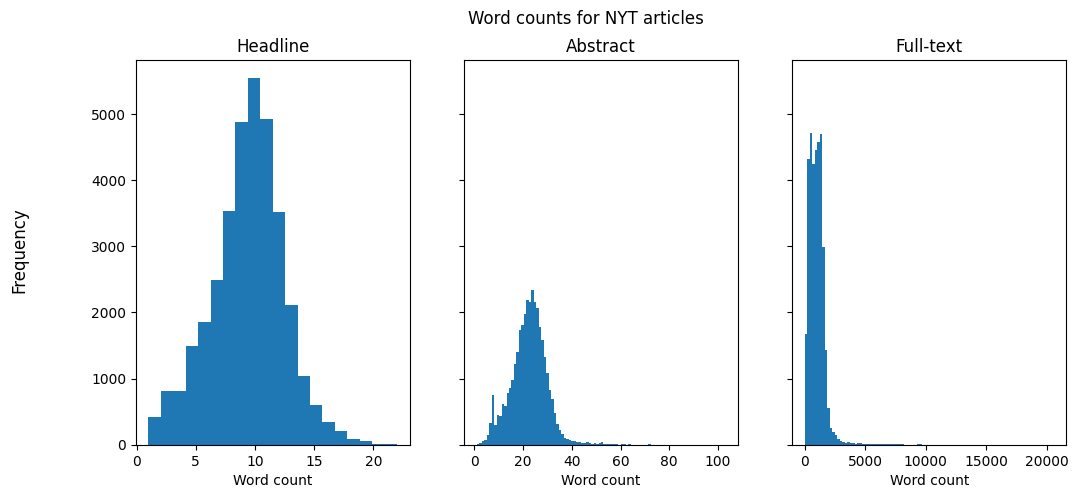 Word counts for NYT articles
Headline
Abstract
Full-text
Frequency
5000
4000
3000
2000
1000
0
0 5 10 15 20
0 20 40 60 80 100
0 5000 10000 15000 20000
Word count
Word count
Word count